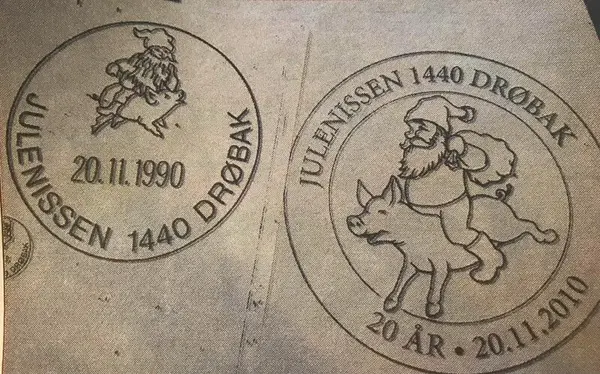 20.11.1990
JULENISSEN 1440 DRØBAK
JULENISSEN 1440 DRØBAK
20 ÅR • 20.11.2010